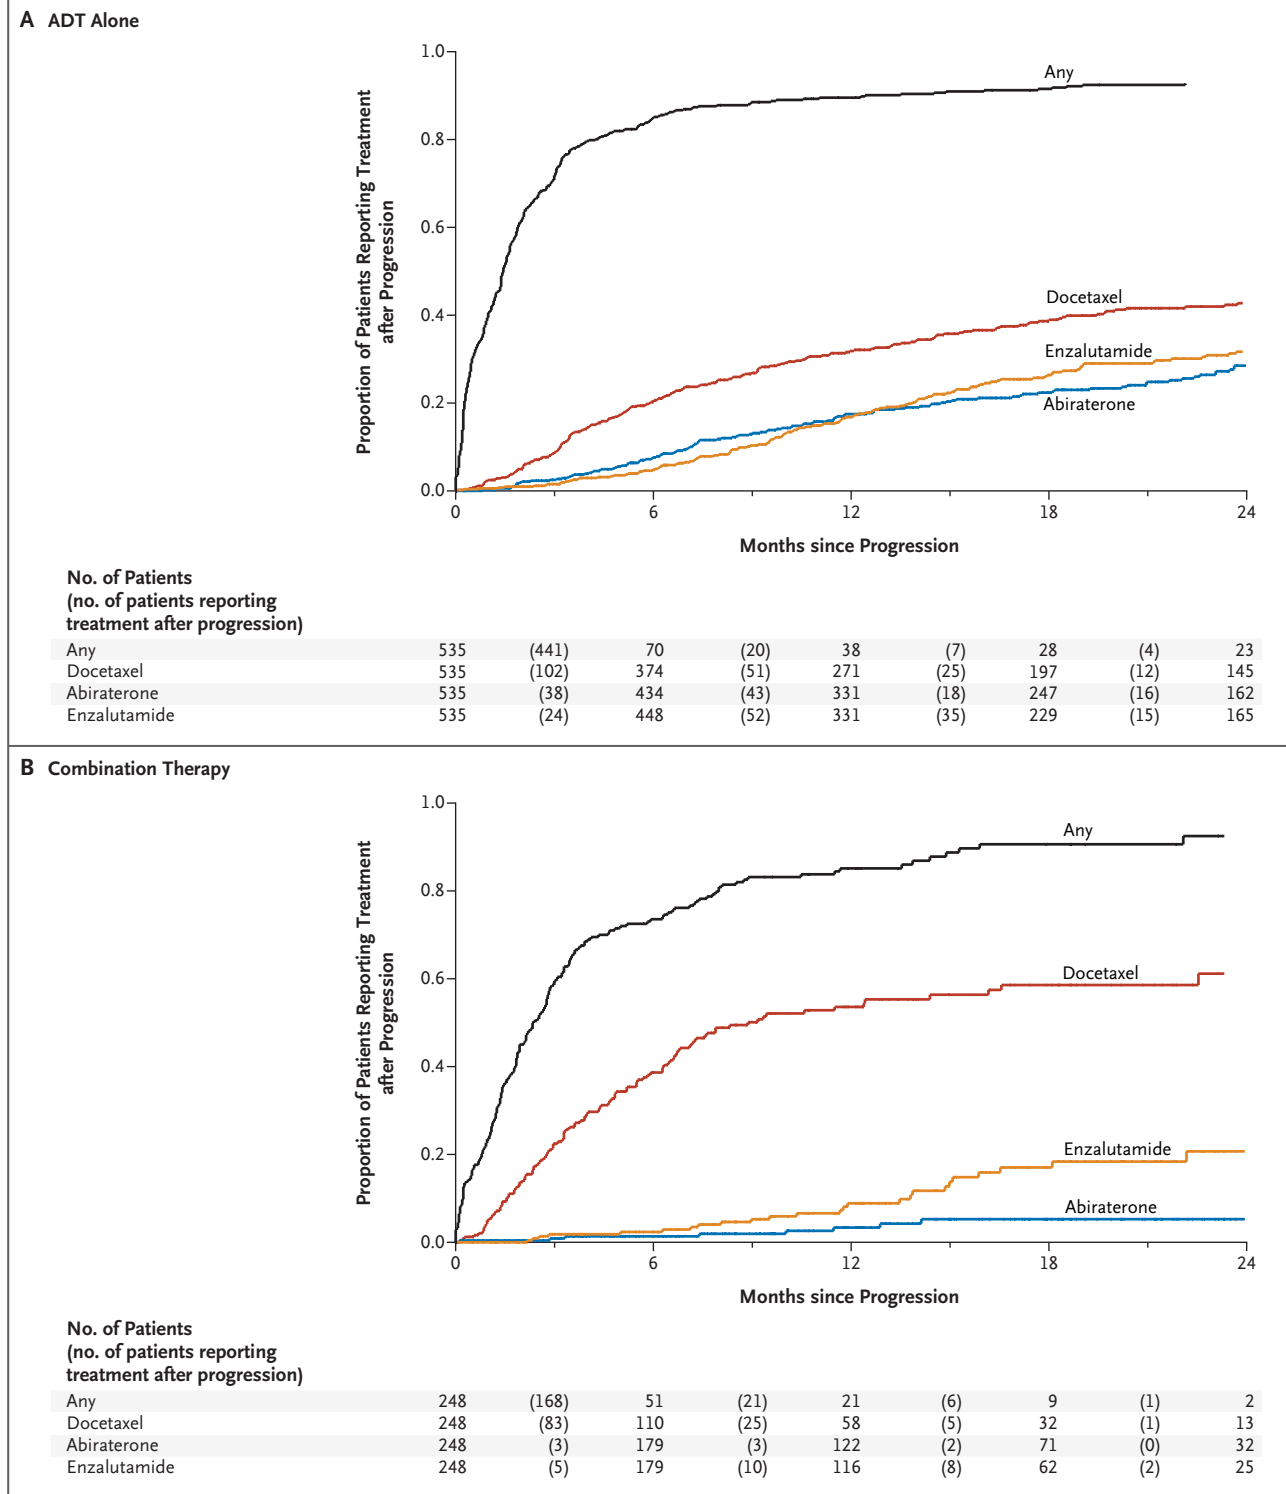 A ADT Alone
Proportion of Patients Reporting Treatment
after Progression
1.0
0.8
0.6
0.4
0.2
0.0
Any
Docetaxel
Enzalutamide
Abiraterone
0 6 12 18 24
Months since Progression
No. of Patients
(no. of patients reporting
treatment after progression)
Any 535 (441) 70 (20) 38 (7) 28 (4) 23
Docetaxel 535 (102) 374 (51) 271 (25) 197 (12) 145
Abiraterone 535 (38) 434 (43) 331 (18) 247 (16) 162
Enzalutamide 535 (24) 448 (52) 331 (35) 229 (15) 165
B Combination Therapy
Proportion of Patients Reporting Treatment
after Progression
1.0
0.8
0.6
0.4
0.2
0.0
Any
Docetaxel
Enzalutamide
Abiraterone
0 6 12 18 24
Months since Progression
No. of Patients
(no. of patients reporting
treatment after progression)
Any 248 (168) 51 (21) 21 (6) 9 (1) 2
Docetaxel 248 (83) 110 (25) 58 (5) 32 (1) 13
Abiraterone 248 (3) 179 (3) 122 (2) 71 (0) 32
Enzalutamide 248 (5) 179 (10) 116 (8) 62 (2) 25